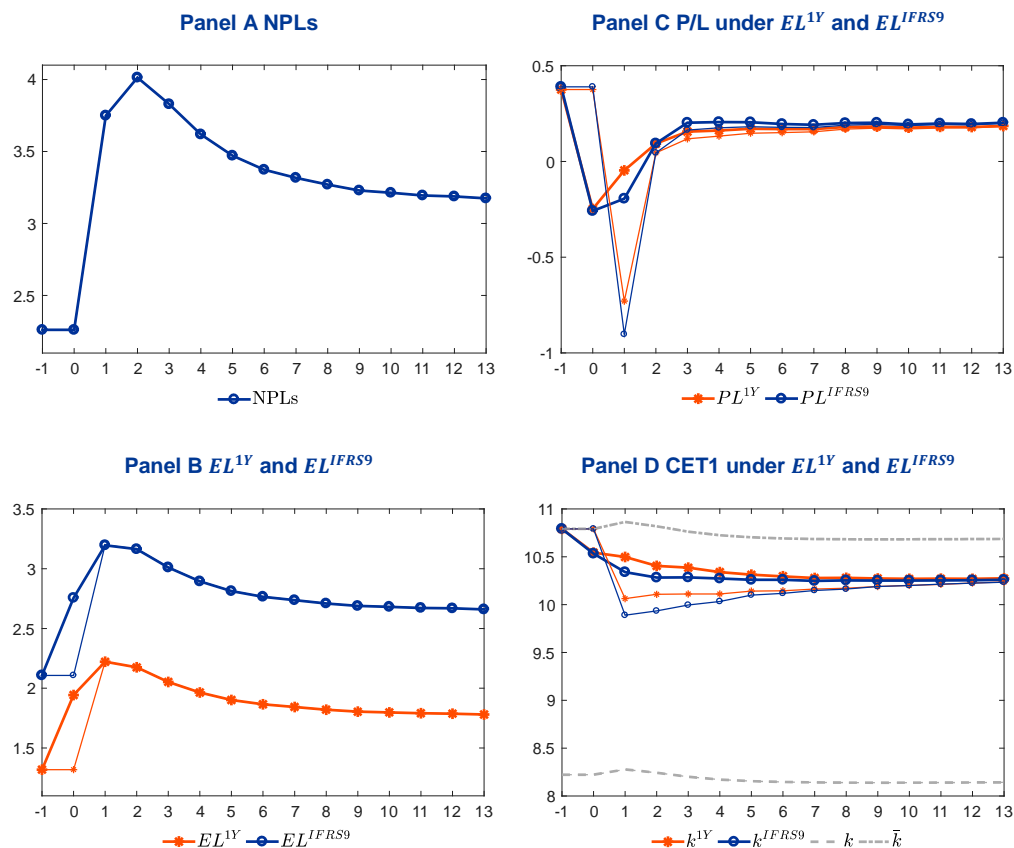 Panel A NPLs
4
3.5
3
2.5
-1 0 1 2 3 4 5 6 7 8 9 10 11 12 13
NPLs
Panel C P/L under EL^{1Y} and EL^{IFRS9}
0.5
0
-0.5
-1
-1 0 1 2 3 4 5 6 7 8 9 10 11 12 13
PL^{1Y} PL^{IFRS9}
Panel B EL^{1Y} and EL^{IFRS9}
3.5
3
2.5
2
1.5
-1 0 1 2 3 4 5 6 7 8 9 10 11 12 13
EL^{1Y} EL^{IFRS9}
Panel D CET1 under EL^{1Y} and EL^{IFRS9}
11
10.5
10
9.5
9
8.5
8
-1 0 1 2 3 4 5 6 7 8 9 10 11 12 13
k^{1Y} k^{IFRS9} k k̄